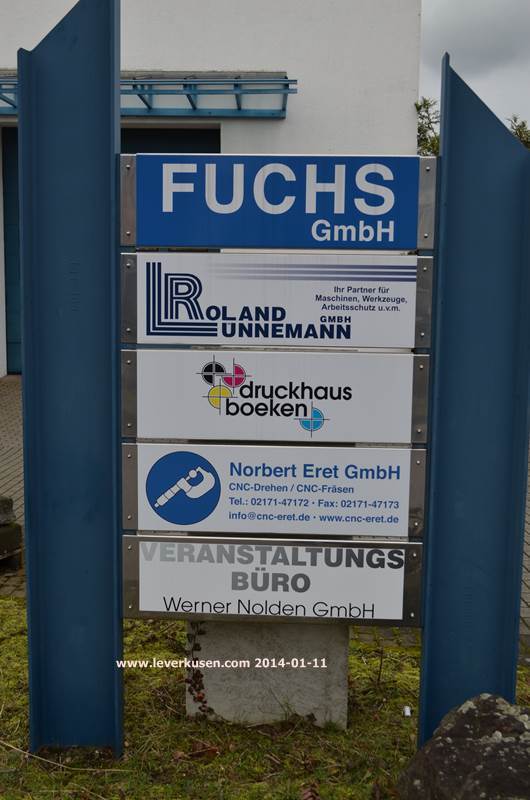 FUCHS
GmbH
ROLAND
LÜNNEMANN
GMBH
Ihr Partner für
Maschinen, Werkzeuge,
Arbeitsschutz u.v.m.
druckhaus
boeken
Norbert Eret GmbH
CNC-Drehen / CNC-Fräsen
Tel.: 02171-47172 • Fax: 02171-47173
info@cnc-eret.de • www.cnc-eret.de
VERANSTALTUNGS
BÜRO
Werner Nolden GmbH
www.leverkusen.com 2014-01-11